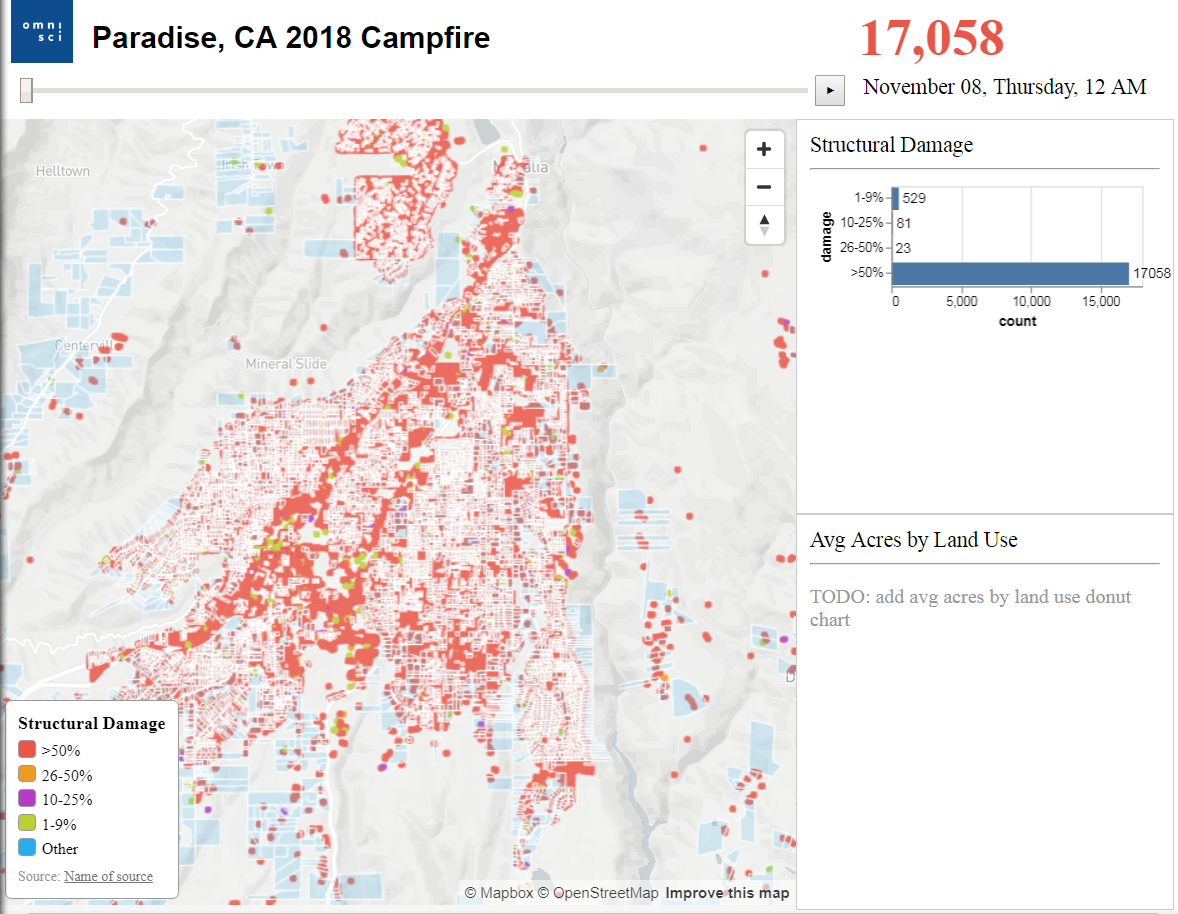 omni
sci
Paradise, CA 2018 Campfire
17,058
November 08, Thursday, 12 AM
Helltown
Centerville
Mineral Slide
Structural Damage
>50%
26-50%
10-25%
1-9%
Other
Source: Name of source
© Mapbox © OpenStreetMap Improve this map
Structural Damage
damage
1-9% 529
10-25% 81
26-50% 23
>50% 17058
0 5,000 10,000 15,000
count
Avg Acres by Land Use
TODO: add avg acres by land use donut
chart